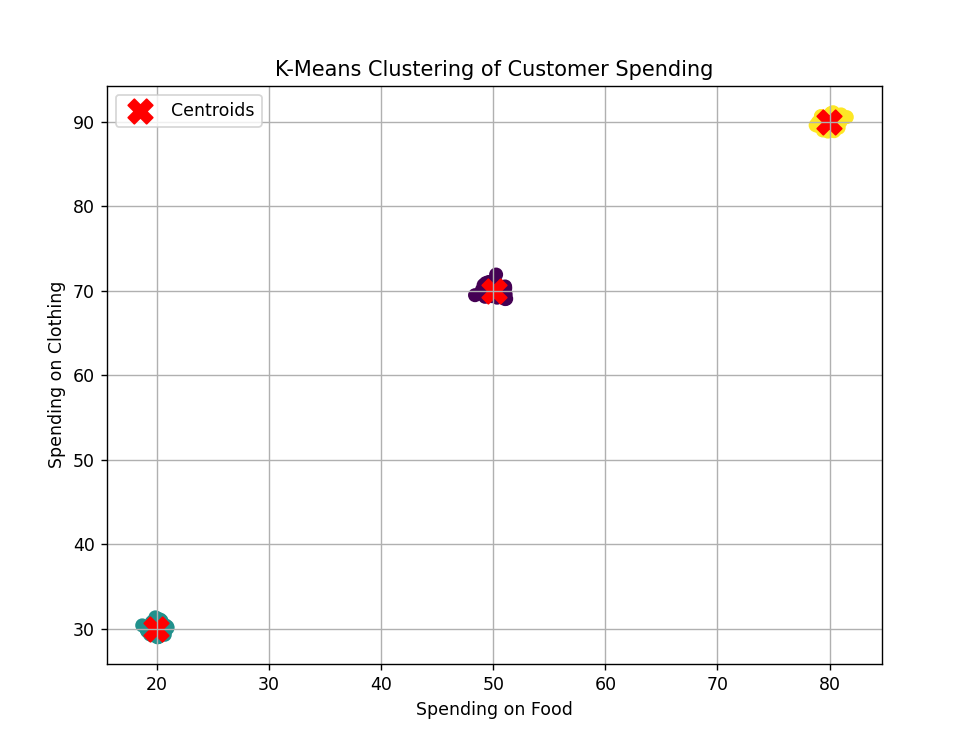 K-Means Clustering of Customer Spending
Centroids
90
80
70
60
50
40
30
Spending on Clothing
20 30 40 50 60 70 80
Spending on Food